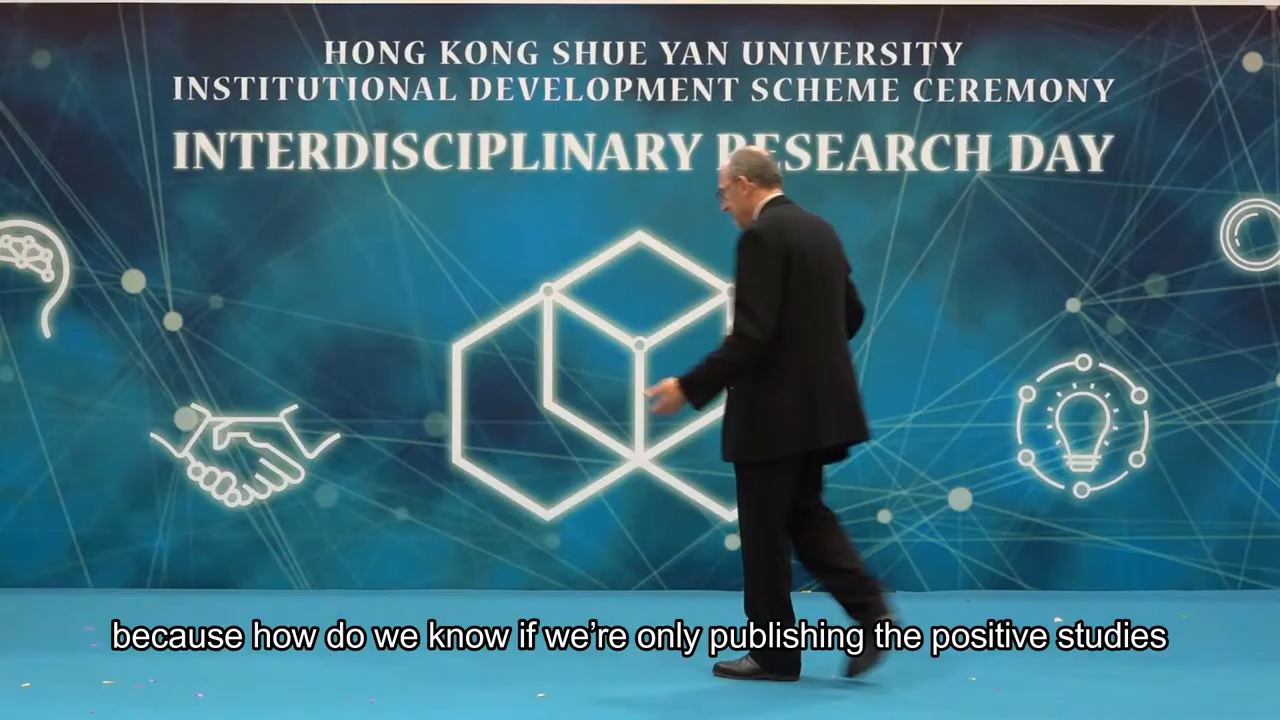 HONG KONG SHUE YAN UNIVERSITY
INSTITUTIONAL DEVELOPMENT SCHEME CEREMONY
INTERDISCIPLINARY RESEARCH DAY
because how do we know if we're only publishing the positive studies